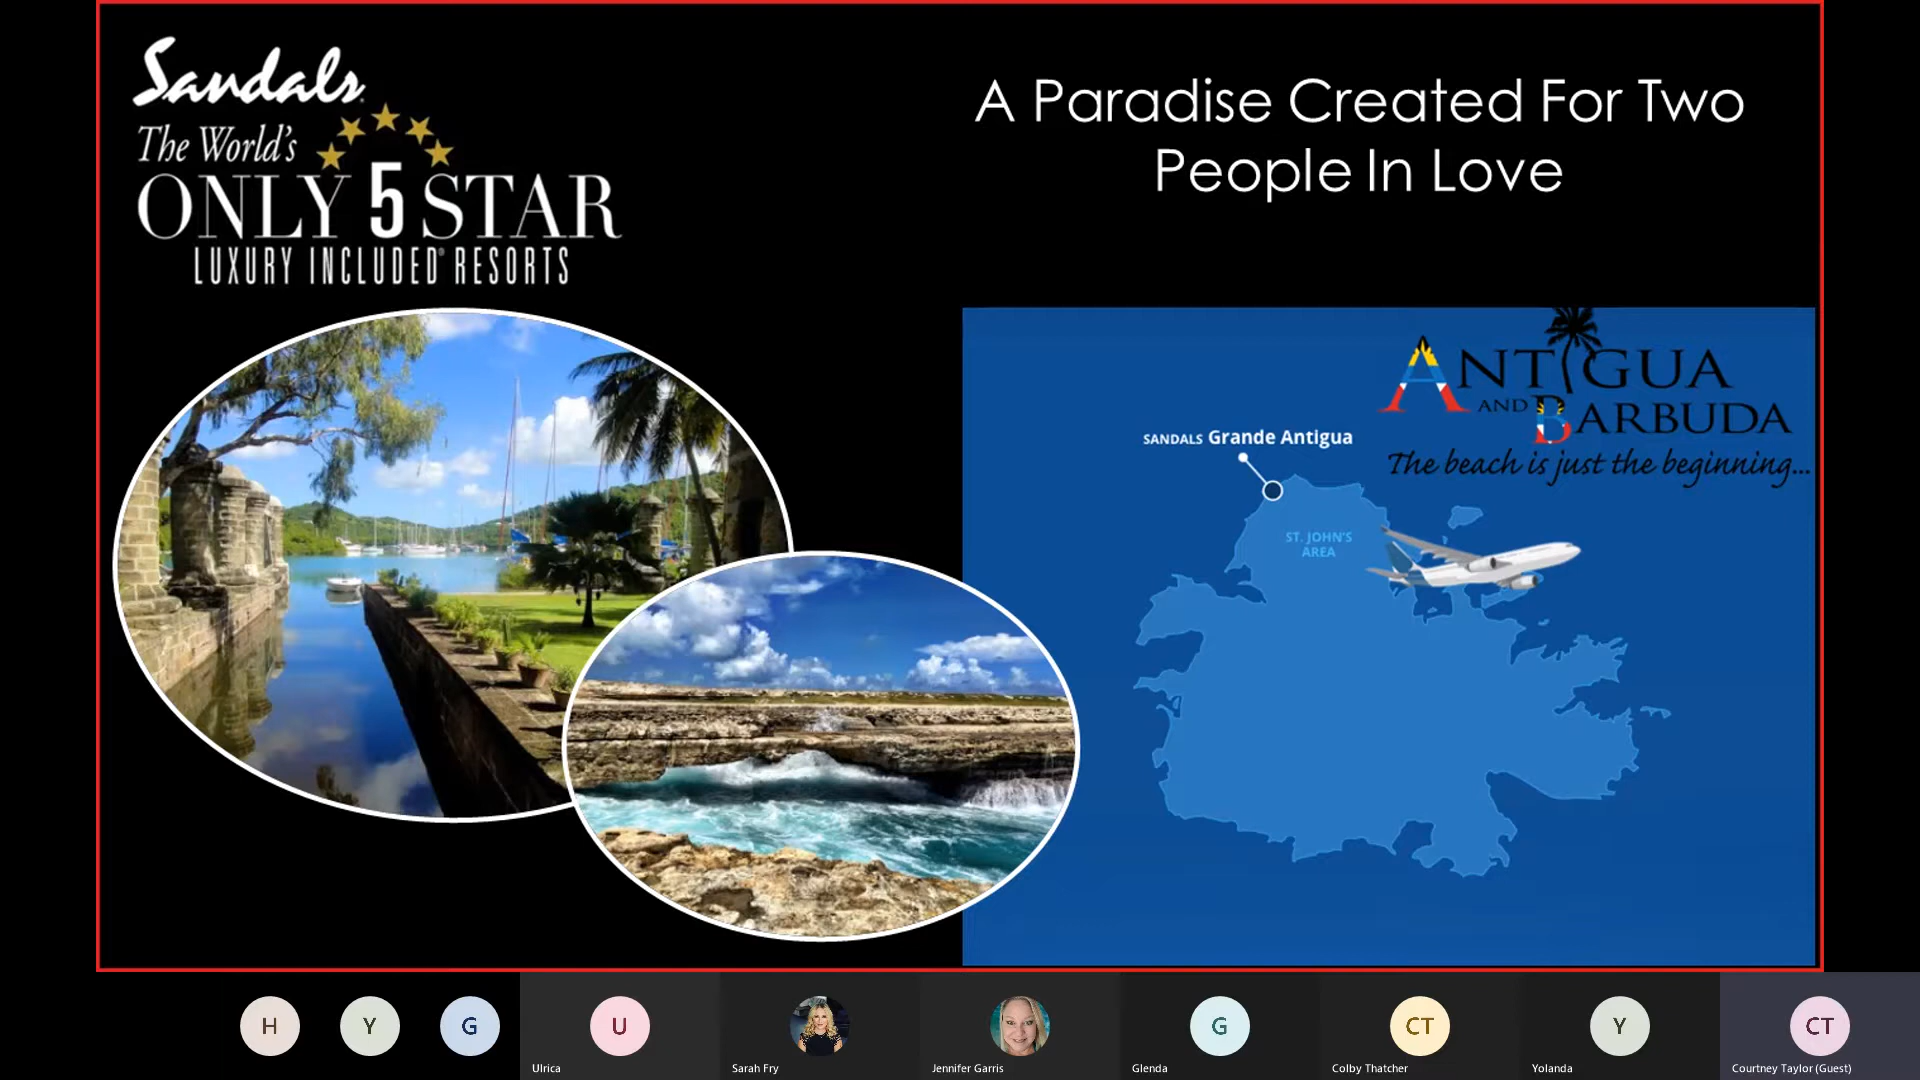 Sandals
The World's
ONLY 5 STAR
LUXURY INCLUDED® RESORTS
A Paradise Created For Two
People In Love
ANTIGUA
AND BARBUDA
The beach is just the beginning...
SANDALS Grande Antigua
ST. JOHN'S
AREA
H
Y
G
U
G
CT
Y
CT
Ulrica
Sarah Fry
Jennifer Garris
Glenda
Colby Thatcher
Yolanda
Courtney Taylor (Guest)